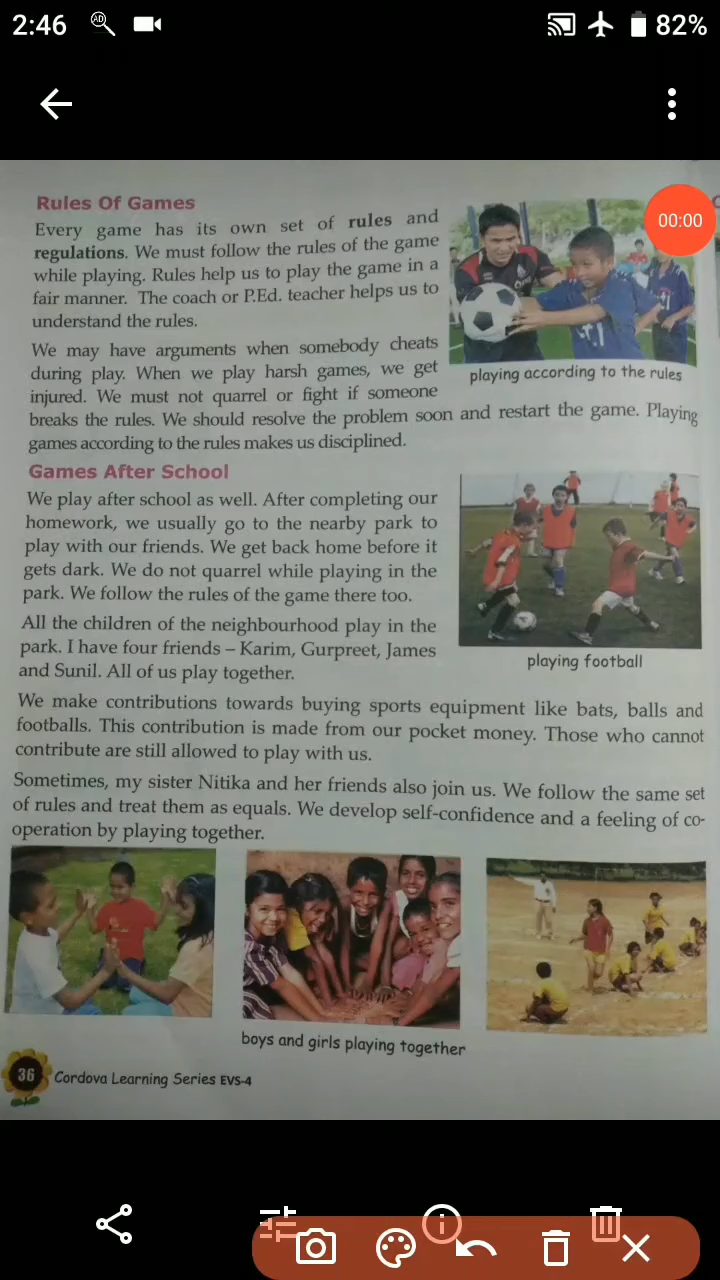 2:46
AD
82%
00:00
Rules Of Games
Every game has its own set of rules and
regulations. We must follow the rules of the game
while playing. Rules help us to play the game in a
fair manner. The coach or P.Ed. teacher helps us to
understand the rules.
playing according to the rules
We may have arguments when somebody cheats
during play. When we play harsh games, we get
injured. We must not quarrel or fight if someone
breaks the rules. We should resolve the problem soon and restart the game. Playing
games according to the rules makes us disciplined.
Games After School
We play after school as well. After completing our
homework, we usually go to the nearby park to
play with our friends. We get back home before it
gets dark. We do not quarrel while playing in the
park. We follow the rules of the game there too.
All the children of the neighbourhood play in the
park. I have four friends – Karim, Gurpreet, James
and Sunil. All of us play together.
playing football
We make contributions towards buying sports equipment like bats, balls and
footballs. This contribution is made from our pocket money. Those who cannot
contribute are still allowed to play with us.
Sometimes, my sister Nitika and her friends also join us. We follow the same set
of rules and treat them as equals. We develop self-confidence and a feeling of co-
operation by playing together.
boys and girls playing together
36 Cordova Learning Series EVS-4